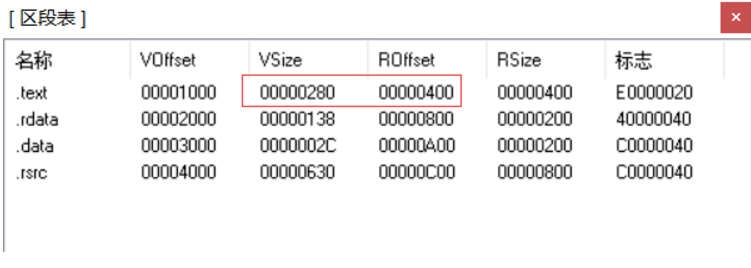 [ 区段表 ]
×
名称 VOffset VSize ROffset RSize 标志
.text 00001000 00000280 00000400 00000400 E0000020
.rdata 00002000 00000138 00000800 00000200 40000040
.data 00003000 0000002C 00000A00 00000200 C0000040
.rsrc 00004000 00000630 00000C00 00000800 C0000040